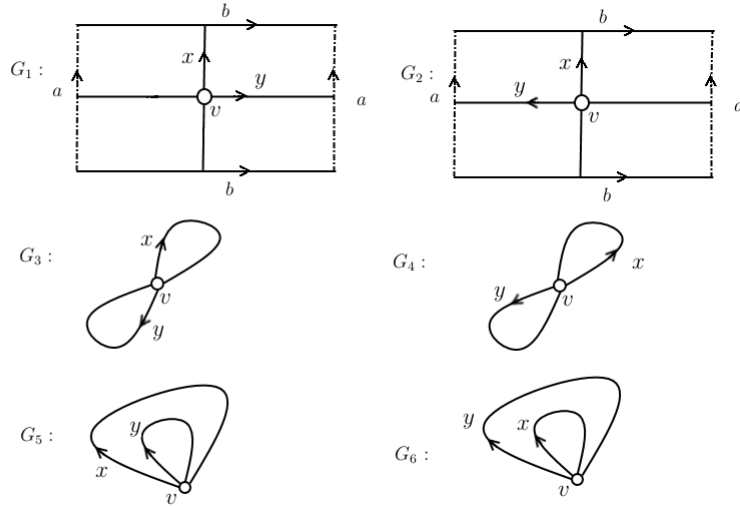 b b
G₁ : x y G₂ : x
a v a a y v a
b b
G₃ : x v y G₄ : x y v
G₅ : y x v G₆ : y x v